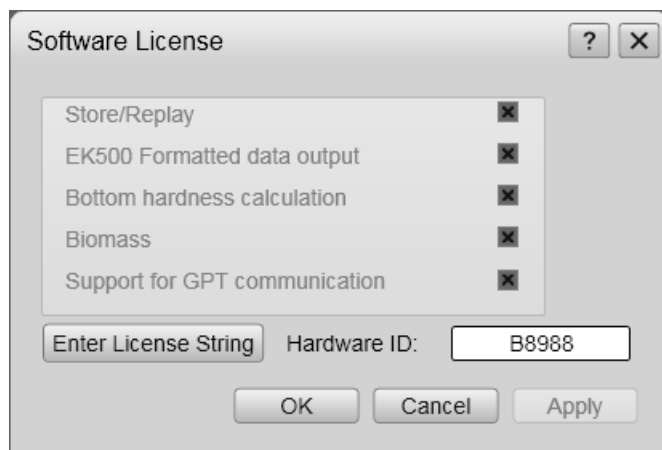 Software License
?
Store/Replay
EK500 Formatted data output
Bottom hardness calculation
Biomass
Support for GPT communication
Enter License String Hardware ID: B8988
OK Cancel Apply